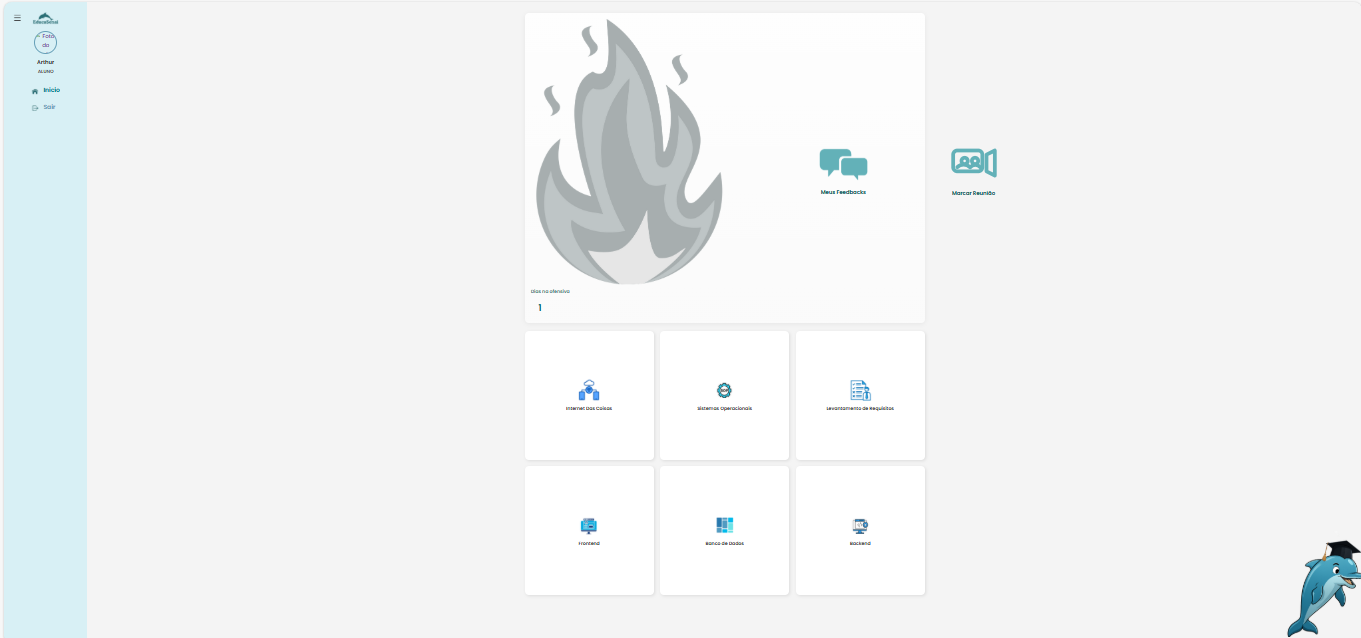 EducaSenai
Foto
do
Arthur
ALUNO
Início
Sair
Meus Feedbacks
Marcar Reunião
Dias na ofensiva
1
Internet Das Coisas
Sistemas Operacionais
Levantamento de Requisitos
Frontend
Banco de Dados
Backend